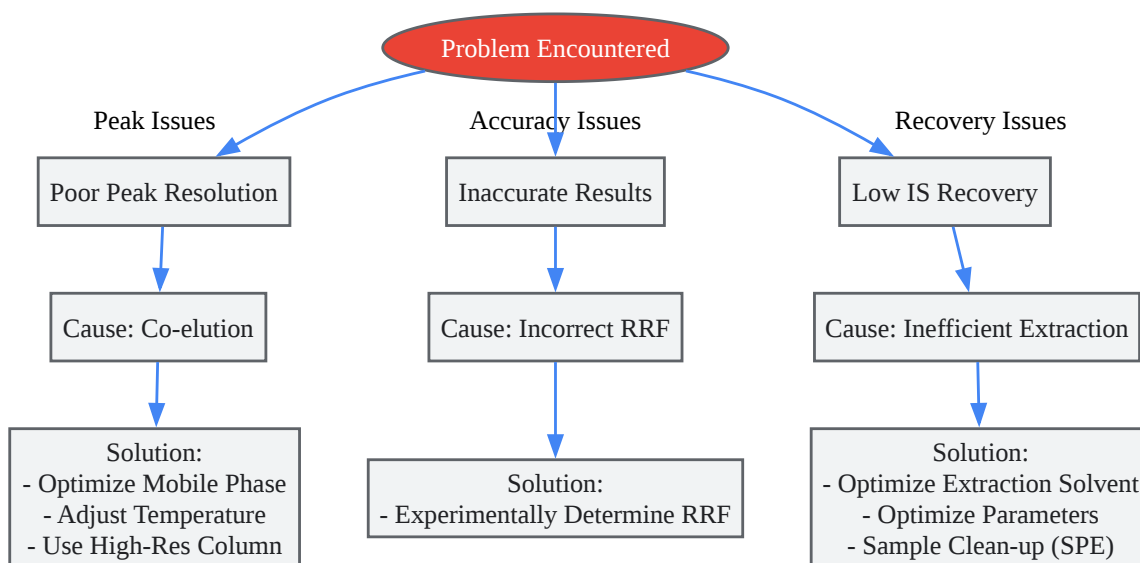 Problem Encountered
Peak Issues
Accuracy Issues
Recovery Issues
Poor Peak Resolution
Inaccurate Results
Low IS Recovery
Cause: Co-elution
Cause: Incorrect RRF
Cause: Inefficient Extraction
Solution:
- Optimize Mobile Phase
- Adjust Temperature
- Use High-Res Column
Solution:
- Experimentally Determine RRF
Solution:
- Optimize Extraction Solvent
- Optimize Parameters
- Sample Clean-up (SPE)